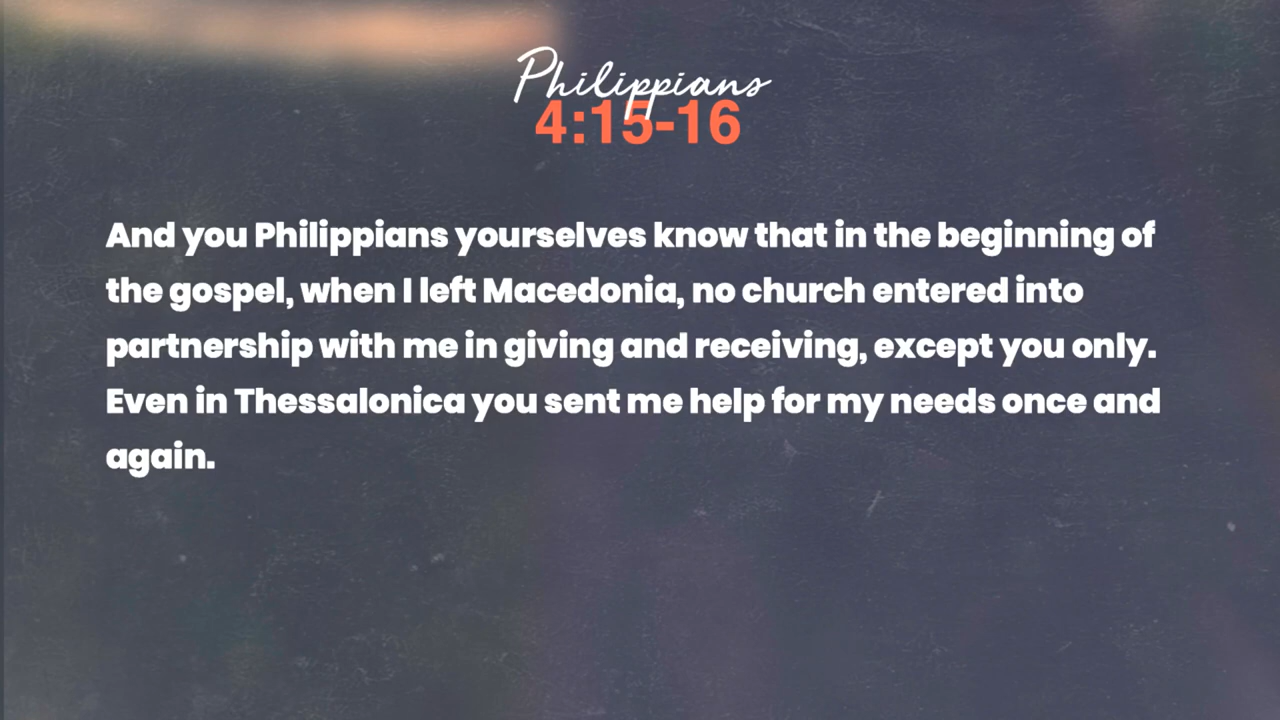 Philippians
4:15-16
And you Philippians yourselves know that in the beginning of
the gospel, when I left Macedonia, no church entered into
partnership with me in giving and receiving, except you only.
Even in Thessalonica you sent me help for my needs once and
again.